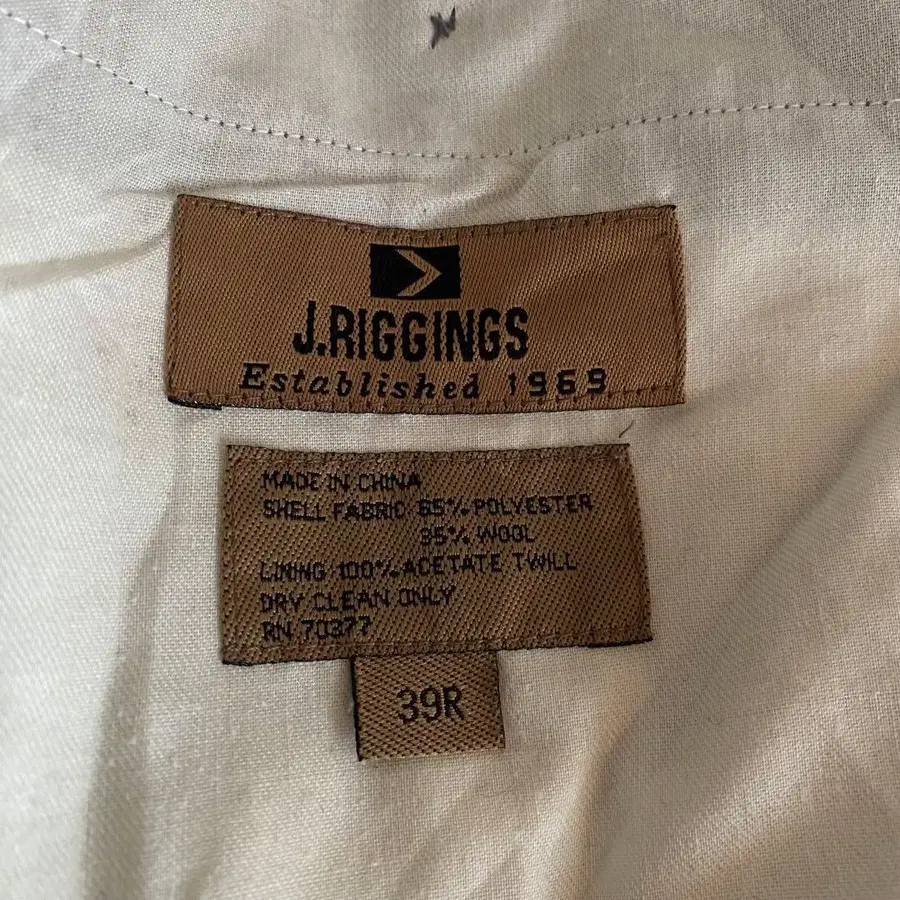 J.RIGGINGS
Established 1969
MADE IN CHINA
SHELL FABRIC 65% POLYESTER
35% WOOL
LINING 100% ACETATE TWILL
DRY CLEAN ONLY
RN 70377
39R